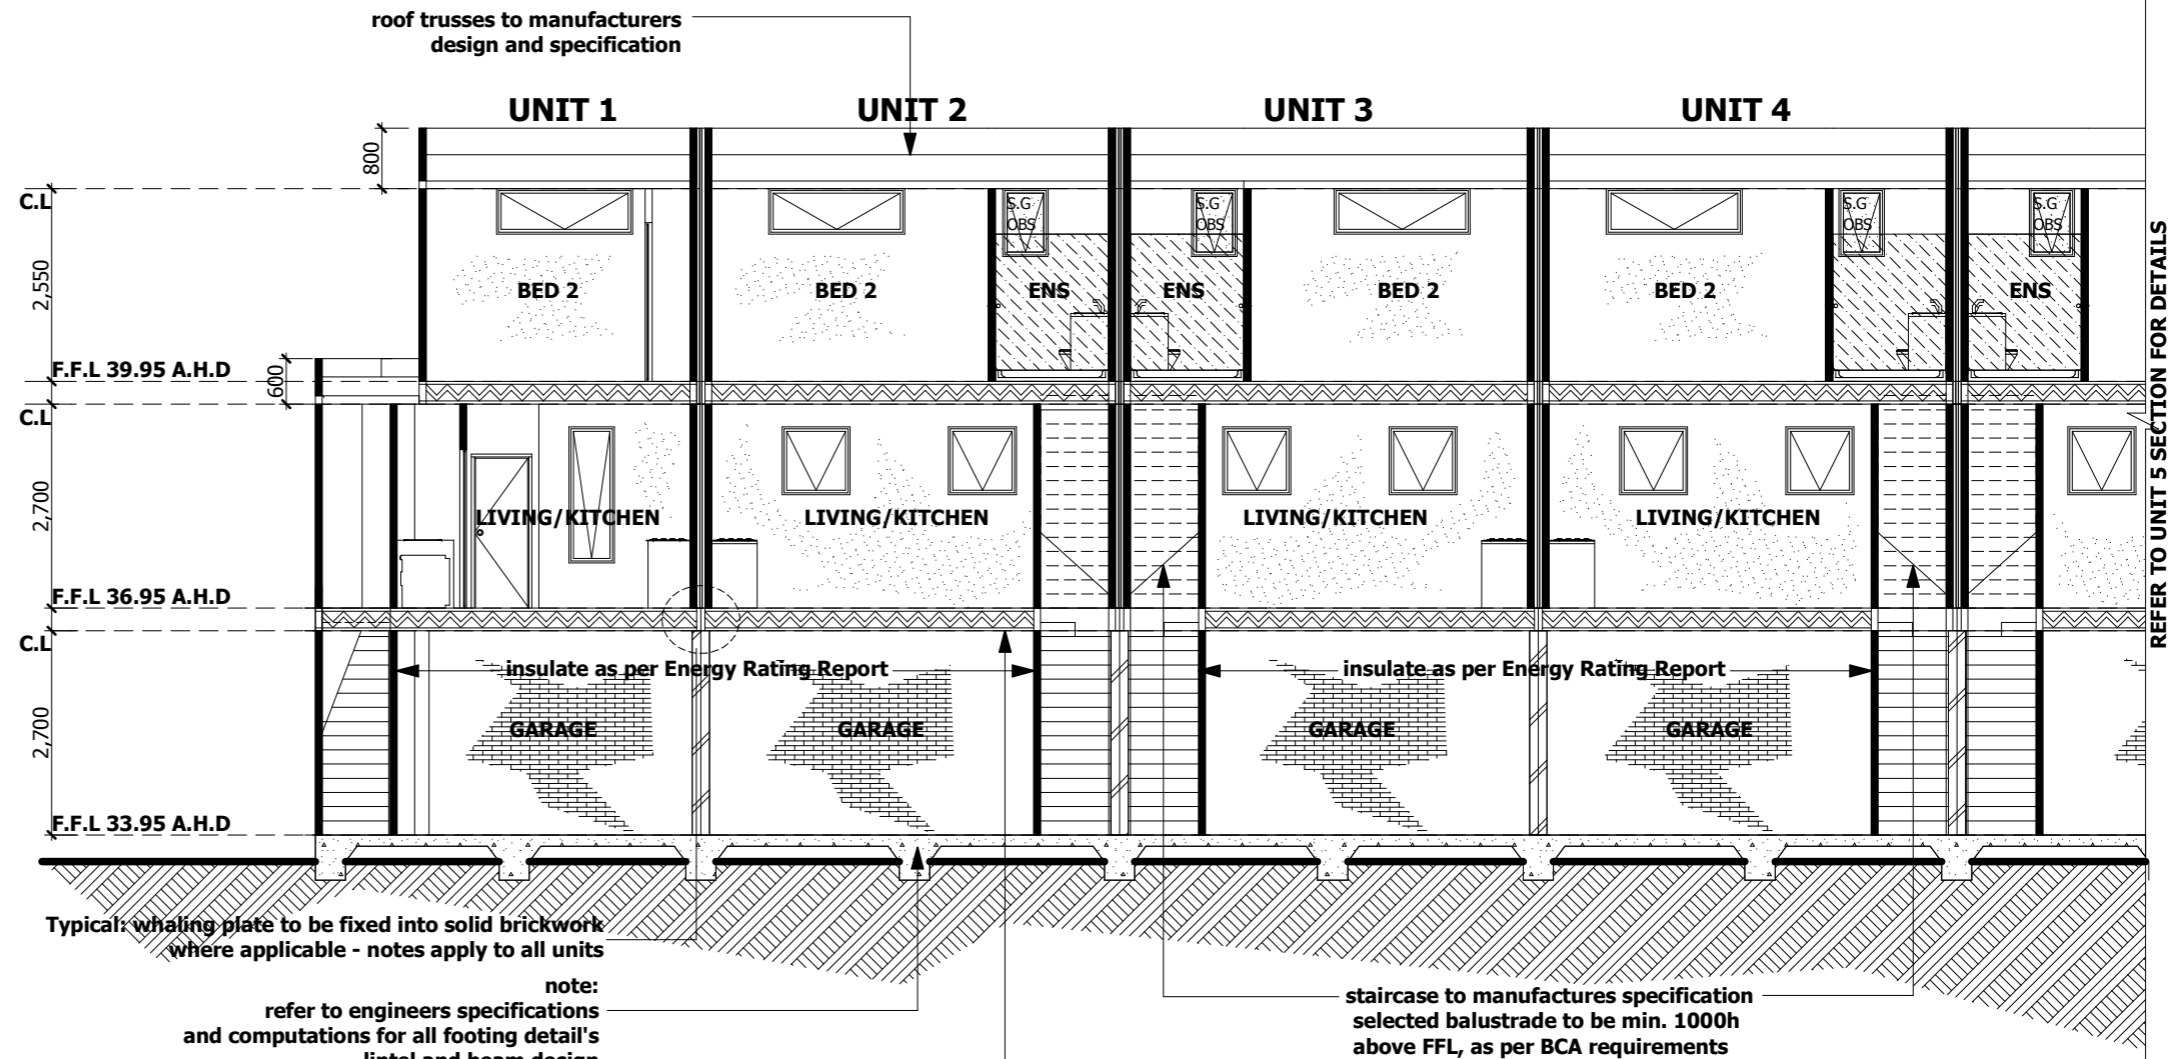 roof trusses to manufacturers
design and specification
UNIT 1
UNIT 2
UNIT 3
UNIT 4
800
C.L
S.G
OBS
S.G
OBS
S.G
OBS
S.G
OBS
2,550
BED 2
BED 2
ENS
ENS
BED 2
BED 2
ENS
F.F.L 39.95 A.H.D
600
C.L
2,700
LIVING/KITCHEN
LIVING/KITCHEN
LIVING/KITCHEN
LIVING/KITCHEN
F.F.L 36.95 A.H.D
C.L
insulate as per Energy Rating Report
insulate as per Energy Rating Report
2,700
GARAGE
GARAGE
GARAGE
GARAGE
F.F.L 33.95 A.H.D
REFER TO UNIT 5 SECTION FOR DETAILS
Typical: whaling plate to be fixed into solid brickwork
where applicable - notes apply to all units
note:
refer to engineers specifications
and computations for all footing detail's
lintel and beam design
staircase to manufactures specification
selected balustrade to be min. 1000h
above FFL, as per BCA requirements